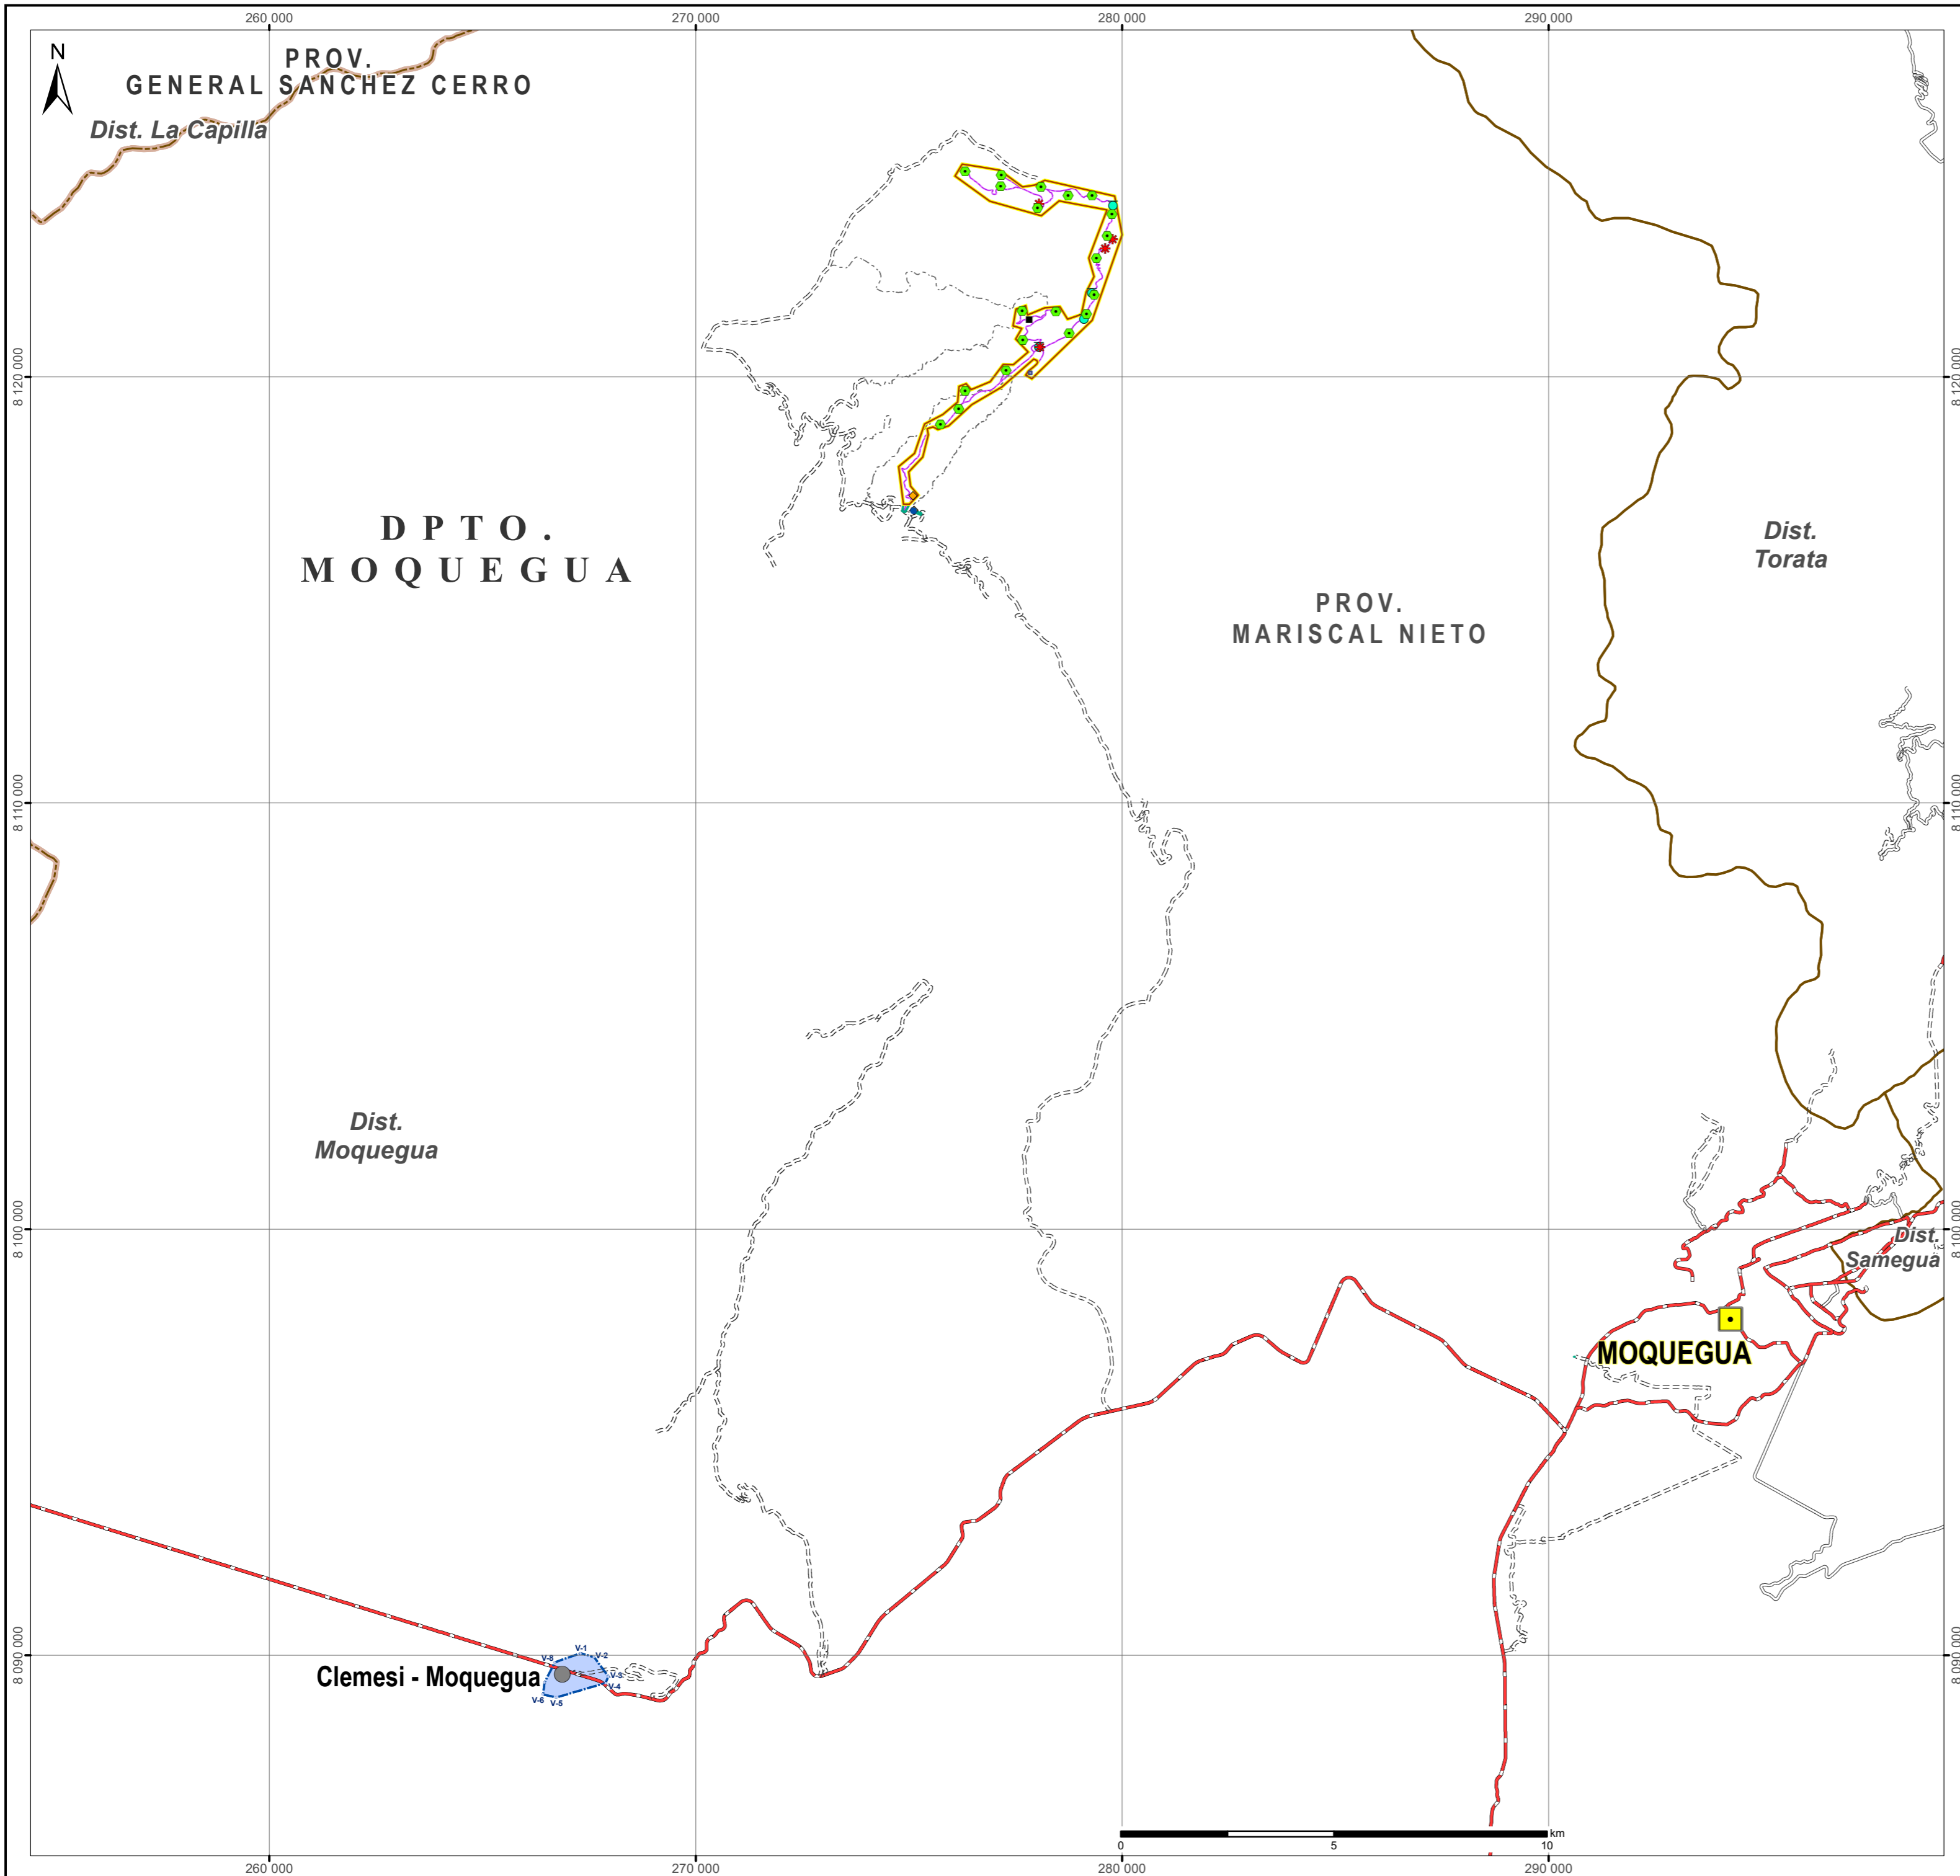 260 000
270 000
280 000
290 000
N
PROV.
GENERAL SANCHEZ CERRO
Dist. La Capilla
8 120 000
8 120 000
DPTO.
MOQUEGUA
Dist.
Torata
PROV.
MARISCAL NIETO
8 110 000
8 110 000
Dist.
Moquegua
8 100 000
8 100 000
Dist.
Samegua
MOQUEGUA
8 090 000
8 090 000
Clemesi - Moquegua
V-1
V-2
V-3
V-4
V-5
V-6
V-8
km
0
5
10
260 000
270 000
280 000
290 000